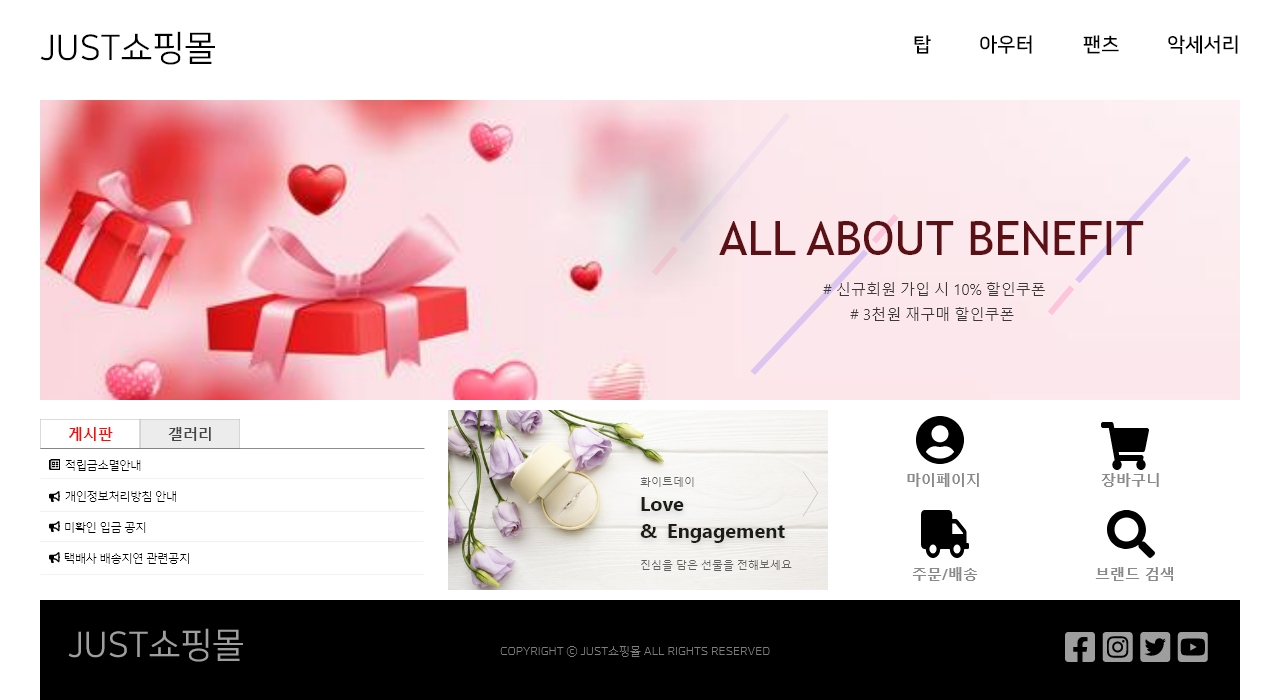 JUST쇼핑몰
탑 아우터 팬츠 악세서리
ALL ABOUT BENEFIT
# 신규회원 가입 시 10% 할인쿠폰
# 3천원 재구매 할인쿠폰
게시판 갤러리
적립금소멸안내
개인정보처리방침 안내
미확인 입금 공지
택배사 배송지연 관련공지
화이트데이
Love
& Engagement
진심을 담은 선물을 전해보세요
마이페이지 장바구니
주문/배송 브랜드 검색
JUST쇼핑몰
COPYRIGHT ⓒ JUST쇼핑몰 ALL RIGHTS RESERVED